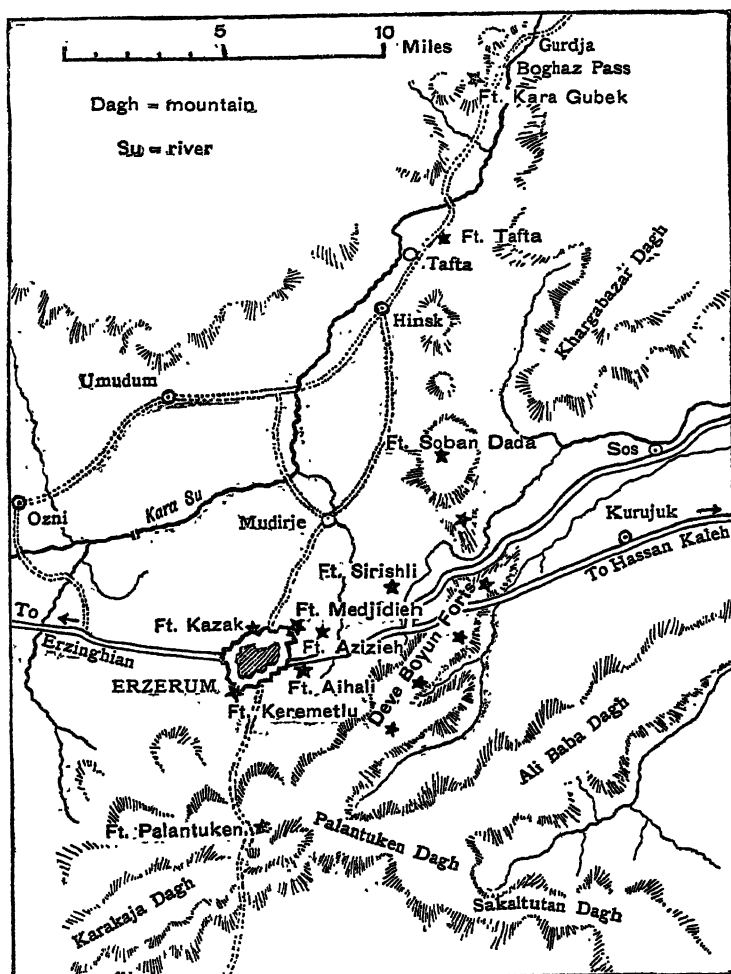 5
10
Miles
Dagh = mountain
Su = river
Gurdja
Boghaz Pass
Ft. Kara Gubek
Ft. Tafta
Tafta
Khargabazar Dagh
Hinsk
Umudum
Ft. Soban Dada
Sos
Ozni
Kara Su
Mudirje
Kurujuk
To Hassan Kaleh
Ft. Sirishli
To
Erzinghian
Ft. Kazak
Ft. Medjidieh
Ft. Azizieh
Deve Boyun Forts
ERZERUM
Ft. Aihali
Ft. Keremetlu
Ali Baba Dagh
Ft. Palantuken
Palantuken Dagh
Karakaja Dagh
Sakaltutan Dagh